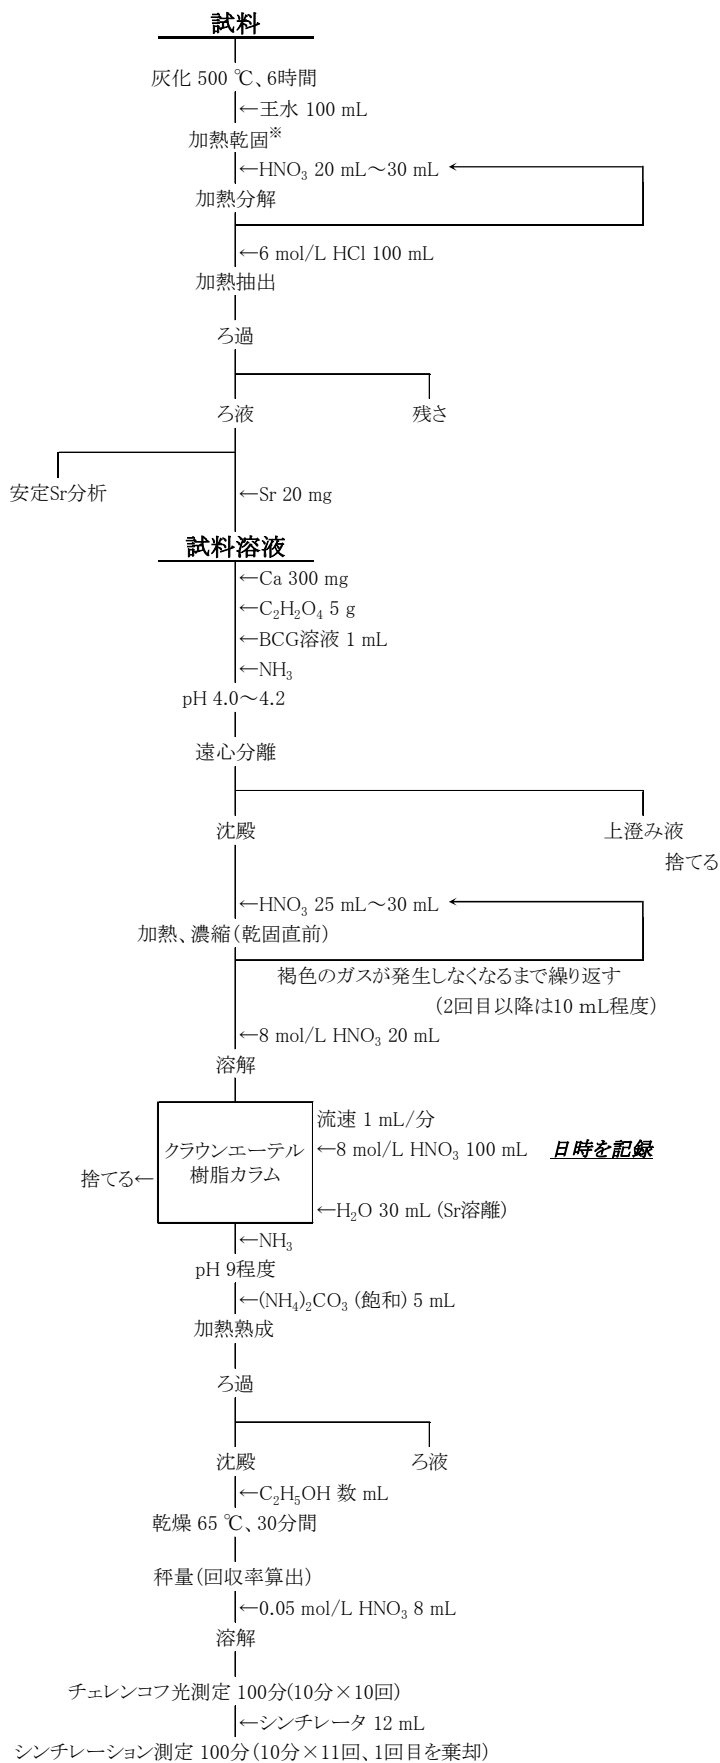 試料
灰化 500 ℃、6時間
←王水 100 mL
加熱乾固※
←HNO3 20 mL～30 mL
加熱分解
←6 mol/L HCl 100 mL
加熱抽出
ろ過
ろ液 残さ
安定Sr分析 ←Sr 20 mg
試料溶液
←Ca 300 mg
←C2H2O4 5 g
←BCG溶液 1 mL
←NH3
pH 4.0～4.2
遠心分離
沈殿 上澄み液
捨てる
←HNO3 25 mL～30 mL
加熱、濃縮（乾固直前）
褐色のガスが発生しなくなるまで繰り返す
（2回目以降は10 mL程度）
←8 mol/L HNO3 20 mL
溶解
流速 1 mL/分
クラウンエーテル ←8 mol/L HNO3 100 mL 日時を記録
捨てる← 樹脂カラム
←H2O 30 mL (Sr溶離)
←NH3
pH 9程度
←(NH4)2CO3 (飽和) 5 mL
加熱熟成
ろ過
沈殿 ろ液
←C2H5OH 数 mL
乾燥 65 ℃、30分間
秤量（回収率算出）
←0.05 mol/L HNO3 8 mL
溶解
チェレンコフ光測定 100分(10分×10回)
←シンチレータ 12 mL
シンチレーション測定 100分（10分×11回、1回目を棄却）